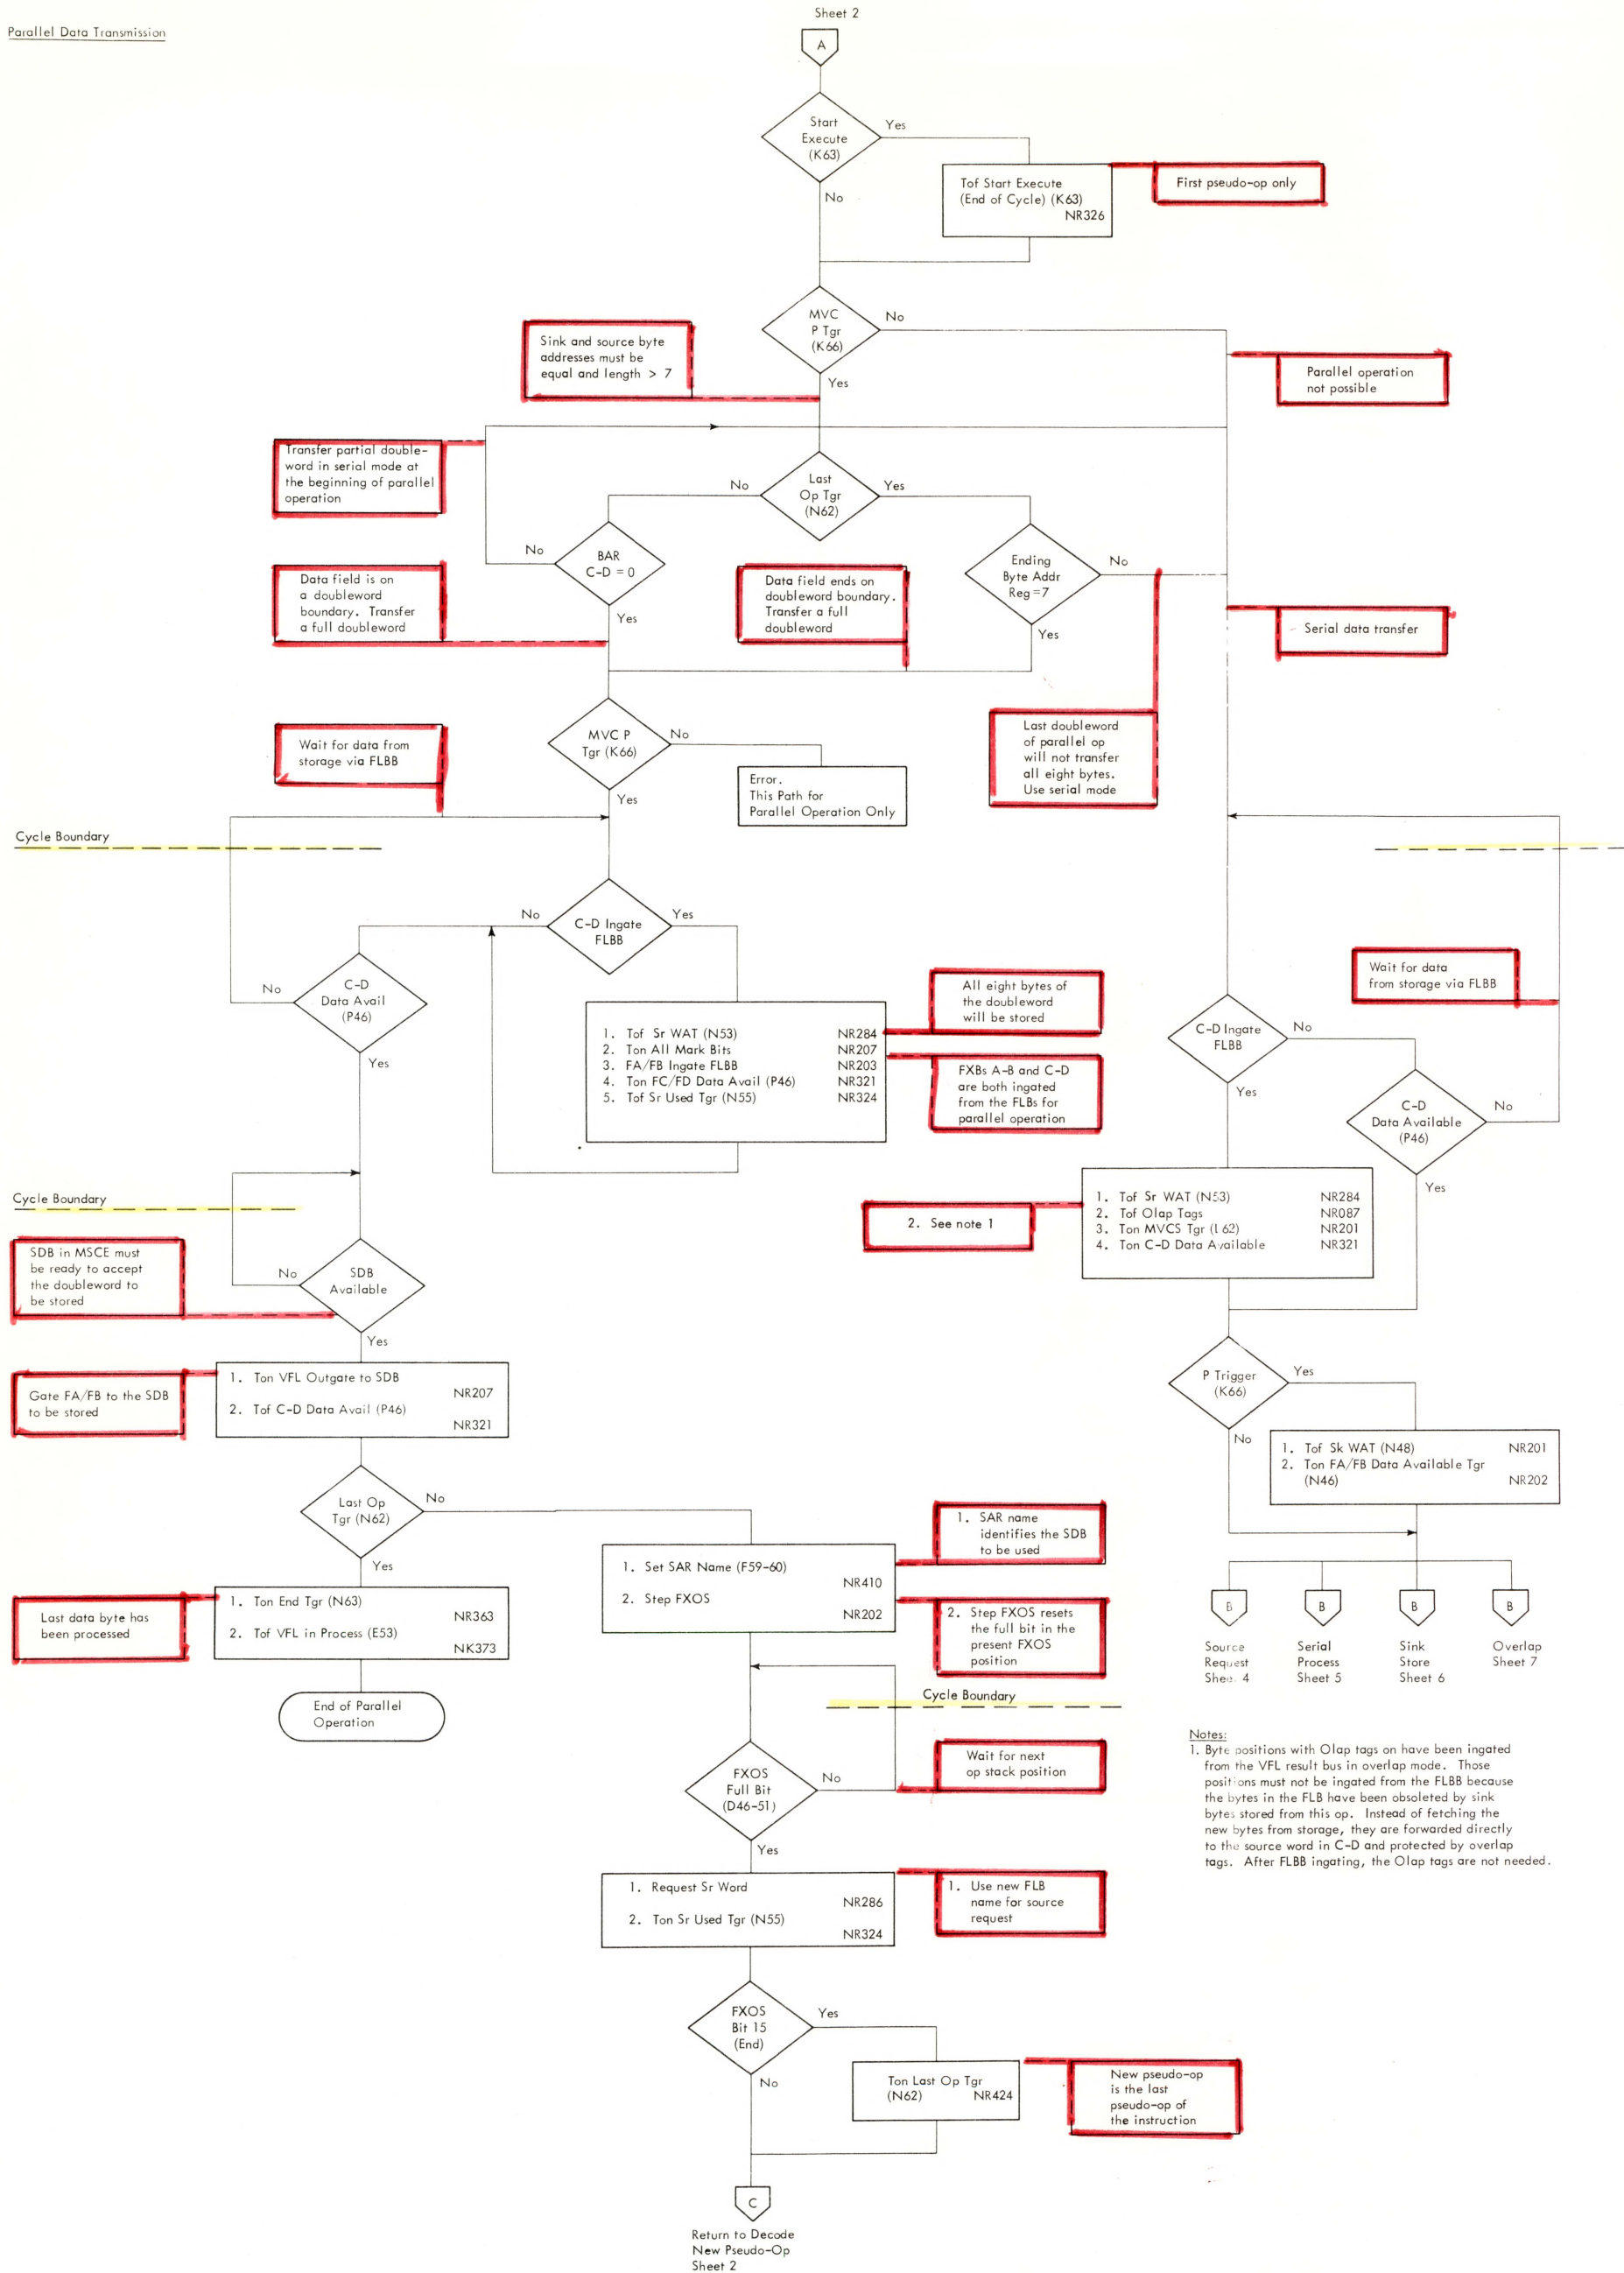 Parallel Data Transmission
Sheet 2
A
Start
Execute
(K63)
Yes
No
Tof Start Execute
(End of Cycle) (K63)
NR326
First pseudo-op only
MVC
P Tgr
(K66)
No
Yes
Sink and source byte
addresses must be
equal and length > 7
Parallel operation
not possible
Transfer partial double-
word in serial mode at
the beginning of parallel
operation
Last
Op Tgr
(N62)
No
Yes
BAR
C-D = 0
No
Yes
Ending
Byte Addr
Reg=7
No
Yes
Data field is on
a doubleword
boundary. Transfer
a full doubleword
Data field ends on
doubleword boundary.
Transfer a full
doubleword
Serial data transfer
MVC P
Tgr (K66)
No
Yes
Wait for data from
storage via FLBB
Error.
This Path for
Parallel Operation Only
Last doubleword
of parallel op
will not transfer
all eight bytes.
Use serial mode
Cycle Boundary
C-D Ingate
FLBB
No
Yes
C-D
Data Avail
(P46)
No
Yes
1. Tof Sr WAT (N53) NR284
2. Ton All Mark Bits NR207
3. FA/FB Ingate FLBB NR203
4. Ton FC/FD Data Avail (P46) NR321
5. Tof Sr Used Tgr (N55) NR324
All eight bytes of
the doubleword
will be stored
FXBs A-B and C-D
are both ingated
from the FLBs for
parallel operation
Wait for data
from storage via FLBB
C-D Ingate
FLBB
No
Yes
C-D
Data Available
(P46)
No
Yes
1. Tof Sr WAT (N53) NR284
2. Tof Olap Tags NR087
3. Ton MVCS Tgr (L62) NR201
4. Ton C-D Data Available NR321
2. See note 1
Cycle Boundary
SDB in MSCE must
be ready to accept
the doubleword to
be stored
SDB
Available
No
Yes
Gate FA/FB to the SDB
to be stored
1. Ton VFL Outgate to SDB
NR207
2. Tof C-D Data Avail (P46)
NR321
P Trigger
(K66)
Yes
No
1. Tof Sk WAT (N48) NR201
2. Ton FA/FB Data Available Tgr
(N46) NR202
Last Op
Tgr (N62)
No
Yes
1. Set SAR Name (F59-60)
NR410
2. Step FXOS
NR202
1. SAR name
identifies the SDB
to be used
2. Step FXOS resets
the full bit in the
present FXOS
position
Last data byte has
been processed
1. Ton End Tgr (N63)
NR363
2. Tof VFL in Process (E53)
NK373
End of Parallel
Operation
B
B
B
B
Source
Request
Sheet 4
Serial
Process
Sheet 5
Sink
Store
Sheet 6
Overlap
Sheet 7
Cycle Boundary
FXOS
Full Bit
(D46-51)
No
Yes
Wait for next
op stack position
1. Request Sr Word
NR286
2. Ton Sr Used Tgr (N55)
NR324
1. Use new FLB
name for source
request
Notes:
1. Byte positions with Olap tags on have been ingated
from the VFL result bus in overlap mode. Those
positions must not be ingated from the FLBB because
the bytes in the FLB have been obsoleted by sink
bytes stored from this op. Instead of fetching the
new bytes from storage, they are forwarded directly
to the source word in C-D and protected by overlap
tags. After FLBB ingating, the Olap tags are not needed.
FXOS
Bit 15
(End)
Yes
No
Ton Last Op Tgr
(N62) NR424
New pseudo-op
is the last
pseudo-op of
the instruction
C
Return to Decode
New Pseudo-Op
Sheet 2